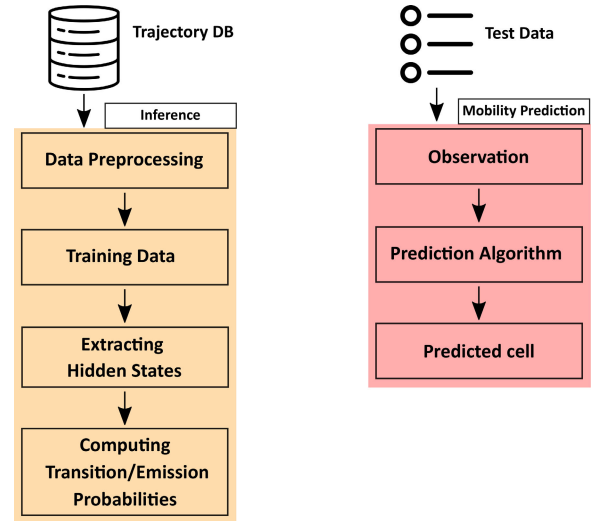 Trajectory DB
Inference
Data Preprocessing
Training Data
Extracting
Hidden States
Computing
Transition/Emission
Probabilities
Test Data
Mobility Prediction
Observation
Prediction Algorithm
Predicted cell